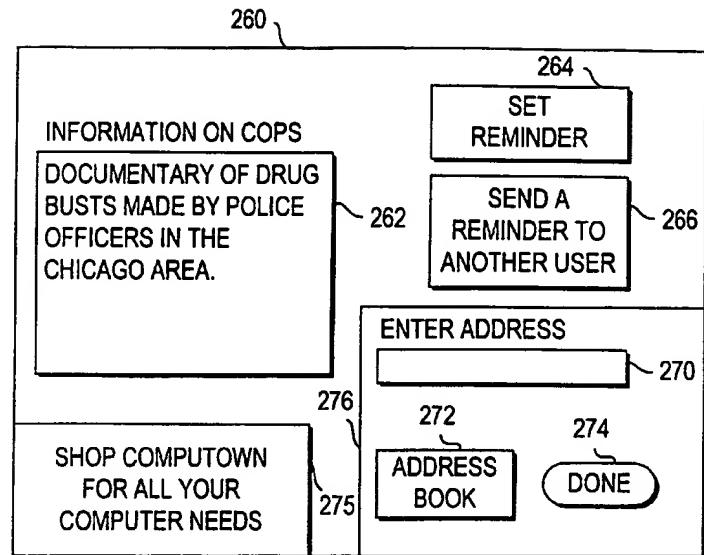 260
264
SET
REMINDER
INFORMATION ON COPS
DOCUMENTARY OF DRUG
BUSTS MADE BY POLICE
OFFICERS IN THE
CHICAGO AREA.
262
SEND A
REMINDER TO
ANOTHER USER
266
ENTER ADDRESS
270
276
272
274
ADDRESS
BOOK
DONE
SHOP COMPUTOWN
FOR ALL YOUR
COMPUTER NEEDS
275